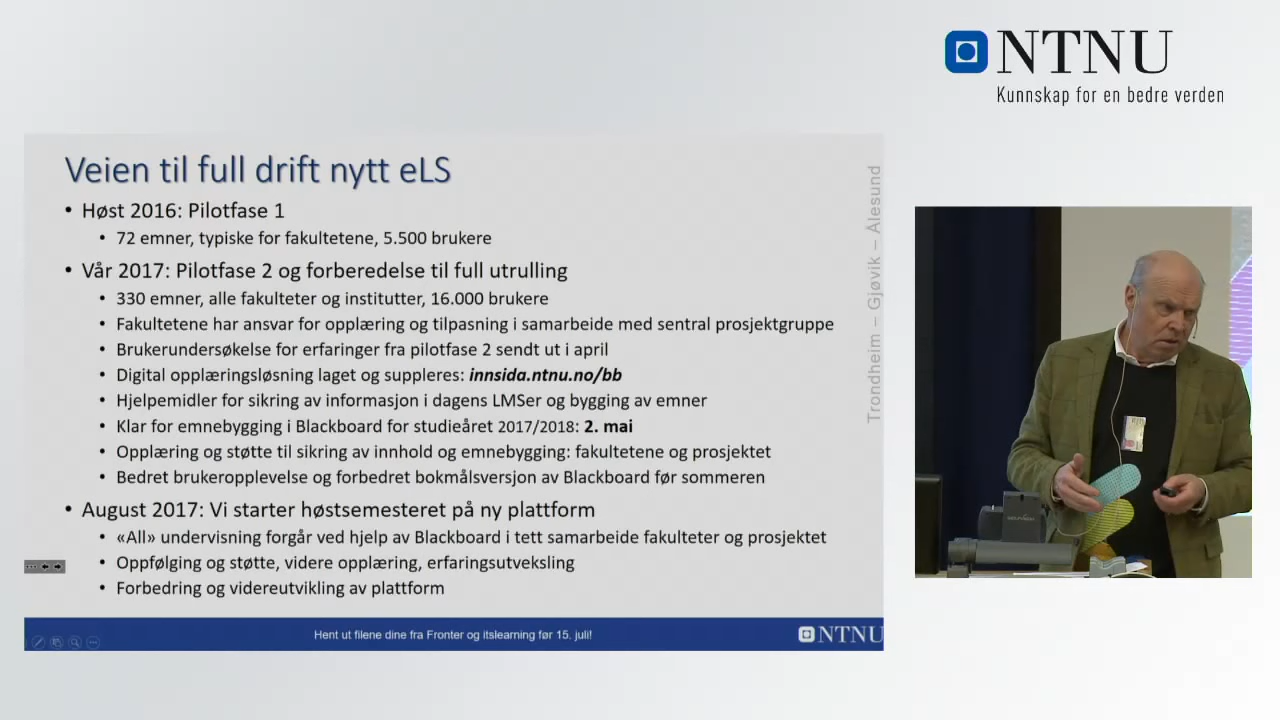 NTNU
Kunnskap for en bedre verden
Veien til full drift nytt eLS
• Høst 2016: Pilotfase 1
• 72 emner, typiske for fakultetene, 5.500 brukere
• Vår 2017: Pilotfase 2 og forberedelse til full utrulling
• 330 emner, alle fakulteter og institutter, 16.000 brukere
• Fakultetene har ansvar for opplæring og tilpasning i samarbeide med sentral prosjektgruppe
• Brukerundersøkelse for erfaringer fra pilotfase 2 sendt ut i april
• Digital opplæringsløsning laget og suppleres: innsida.ntnu.no/bb
• Hjelpemidler for sikring av informasjon i dagens LMSer og bygging av emner
• Klar for emnebygging i Blackboard for studieåret 2017/2018: 2. mai
• Opplæring og støtte til sikring av innhold og emnebygging: fakultetene og prosjektet
• Bedret brukeropplevelse og forbedret bokmålsversjon av Blackboard før sommeren
• August 2017: Vi starter høstsemesteret på ny plattform
• «All» undervisning forgår ved hjelp av Blackboard i tett samarbeide fakulteter og prosjektet
• Oppfølging og støtte, videre opplæring, erfaringsutveksling
• Forbedring og videreutvikling av plattform
Trondheim – Gjøvik – Ålesund
Hent ut filene dine fra Fronter og itslearning før 15. juli!
NTNU